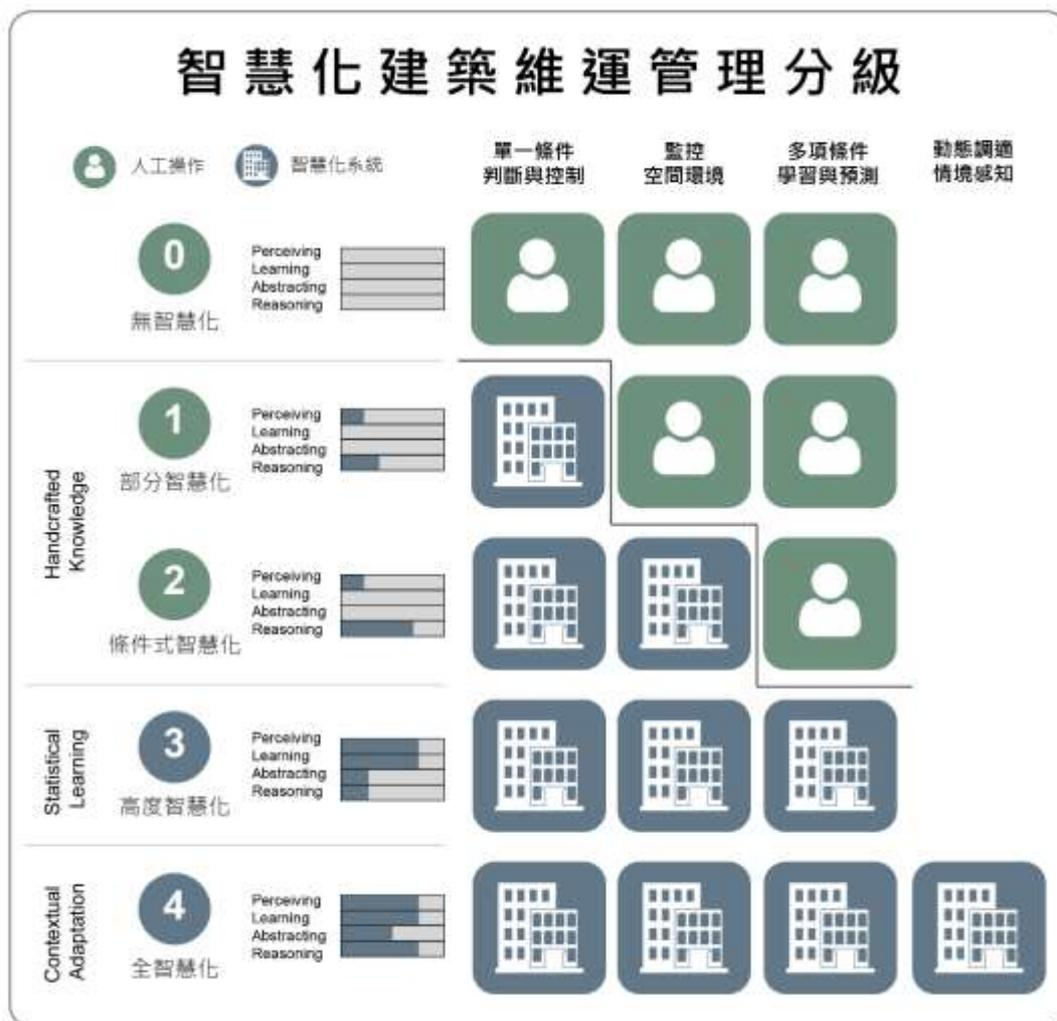 智慧化建築維運管理分級
人工操作
智慧化系統
單一條件
判斷與控制
監控
空間環境
多項條件
學習與預測
動態調適
情境感知
0
無智慧化
Perceiving
Learning
Abstracting
Reasoning
Handcrafted
Knowledge
1
部分智慧化
Perceiving
Learning
Abstracting
Reasoning
2
條件式智慧化
Perceiving
Learning
Abstracting
Reasoning
Statistical
Learning
3
高度智慧化
Perceiving
Learning
Abstracting
Reasoning
Contextual
Adaptation
4
全智慧化
Perceiving
Learning
Abstracting
Reasoning